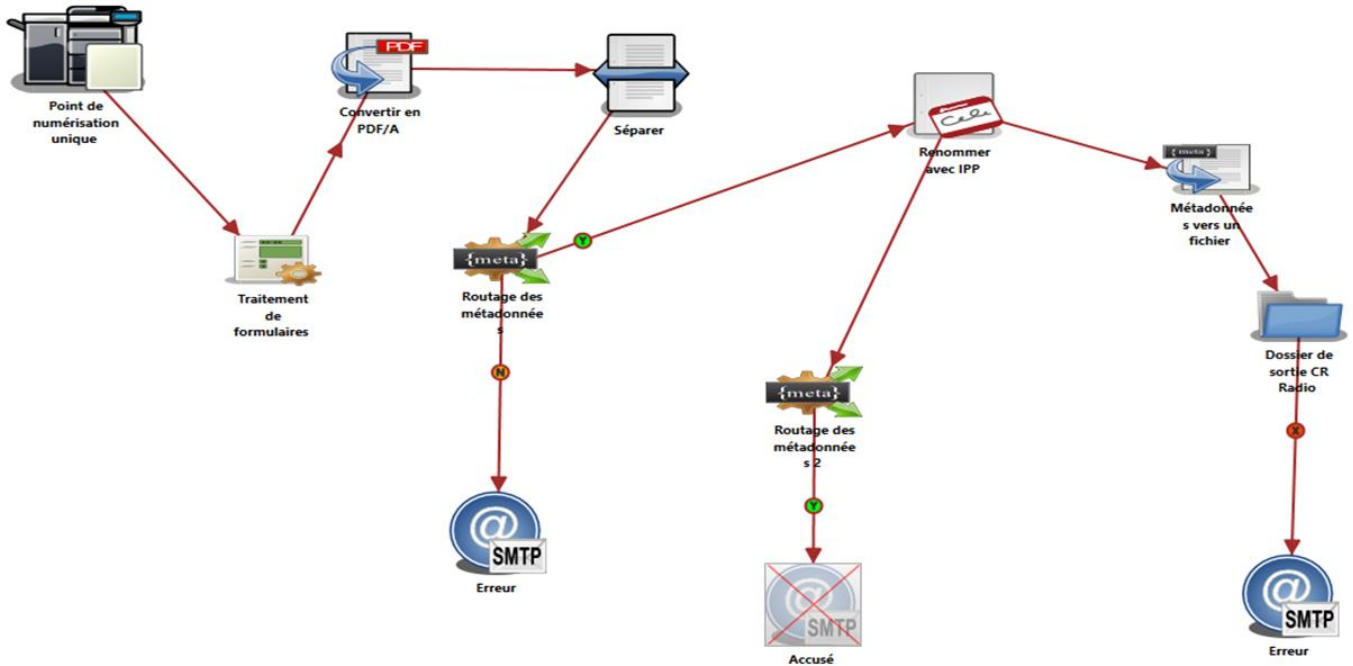 Point de
numérisation
unique
PDF
Convertir en
PDF/A
Séparer
Traitement
de
formulaires
{meta}
Y
Routage des
métadonnée
s
N
@
SMTP
Erreur
Renommer
avec IPP
{meta}
Routage des
métadonnée
s 2
Y
@
SMTP
Accusé
{meta}
Métadonnée
s vers un
fichier
Dossier de
sortie CR
Radio
X
@
SMTP
Erreur